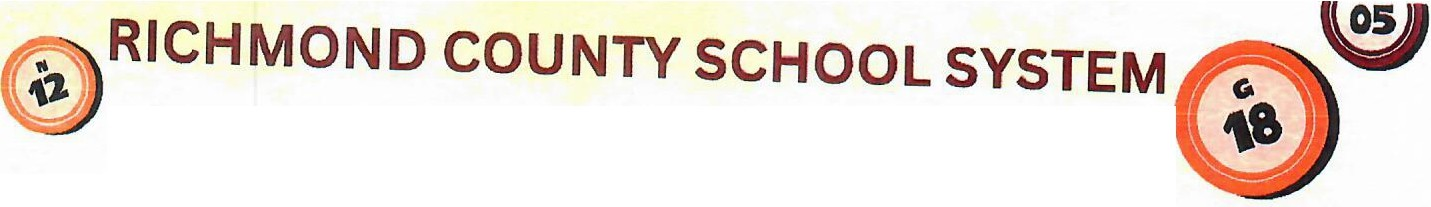 RICHMOND COUNTY SCHOOL SYSTEM
N
12
G
18
05